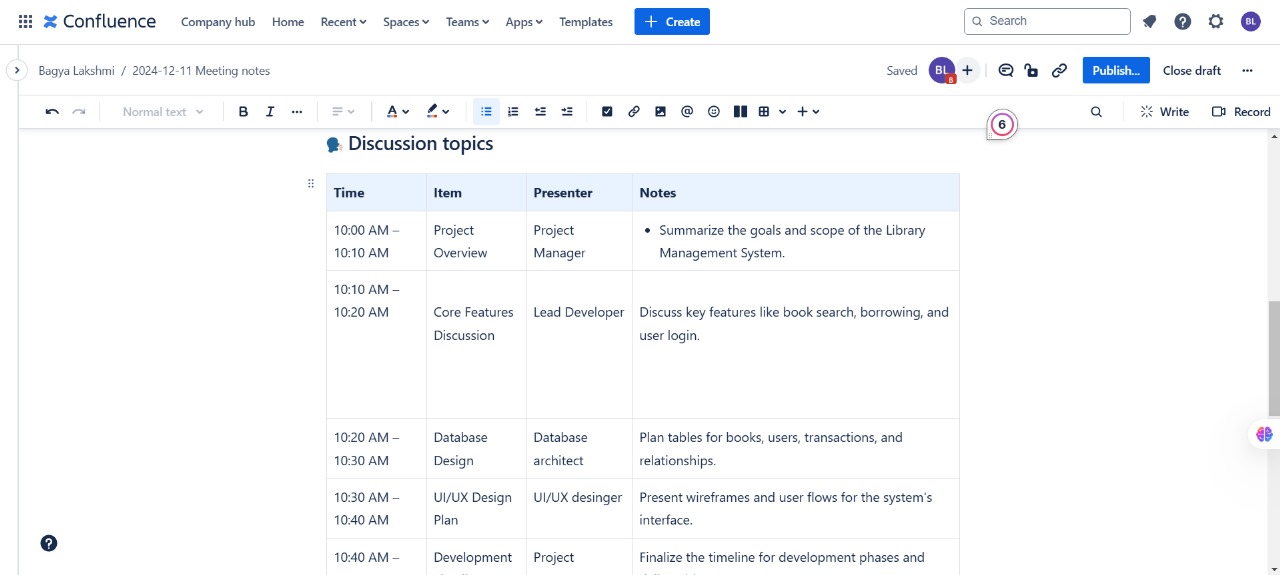 Confluence Company hub Home Recent Spaces Teams Apps Templates + Create Search BL
Bagya Lakshmi / 2024-12-11 Meeting notes Saved BL B + Publish... Close draft
Normal text B I A @ Write Record
6
🗣️ Discussion topics
Time Item Presenter Notes
10:00 AM –
10:10 AM
Project
Overview
Project
Manager
• Summarize the goals and scope of the Library
Management System.
10:10 AM –
10:20 AM
Core Features
Discussion
Lead Developer
Discuss key features like book search, borrowing, and
user login.
10:20 AM –
10:30 AM
Database
Design
Database
architect
Plan tables for books, users, transactions, and
relationships.
10:30 AM –
10:40 AM
UI/UX Design
Plan
UI/UX desinger
Present wireframes and user flows for the system's
interface.
10:40 AM –
Development
Project
Finalize the timeline for development phases and